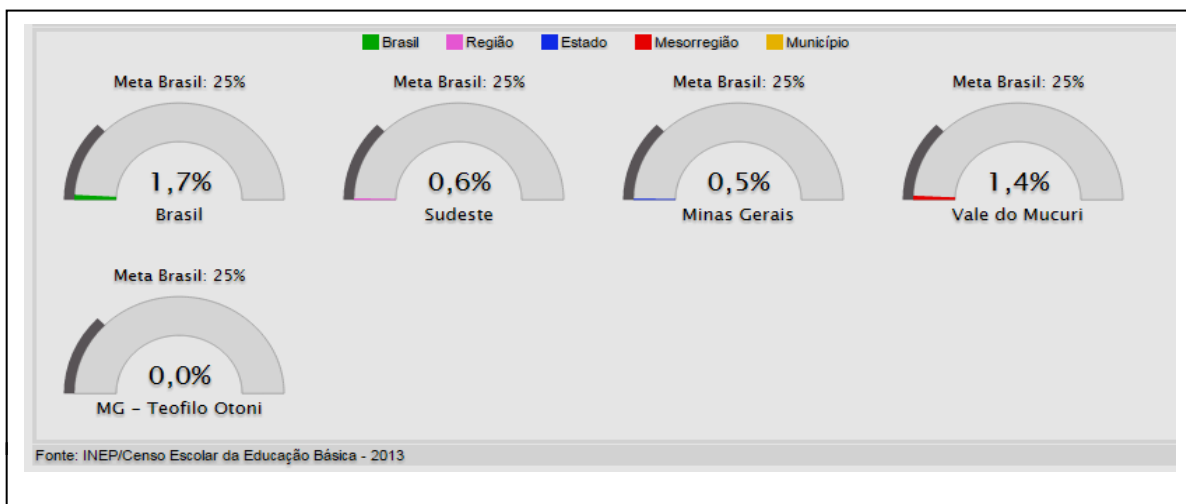 Brasil Região Estado Mesorregião Município
Meta Brasil: 25% Meta Brasil: 25% Meta Brasil: 25% Meta Brasil: 25%
1,7% 0,6% 0,5% 1,4%
Brasil Sudeste Minas Gerais Vale do Mucuri
Meta Brasil: 25%
0,0%
MG - Teofilo Otoni
Fonte: INEP/Censo Escolar da Educação Básica - 2013